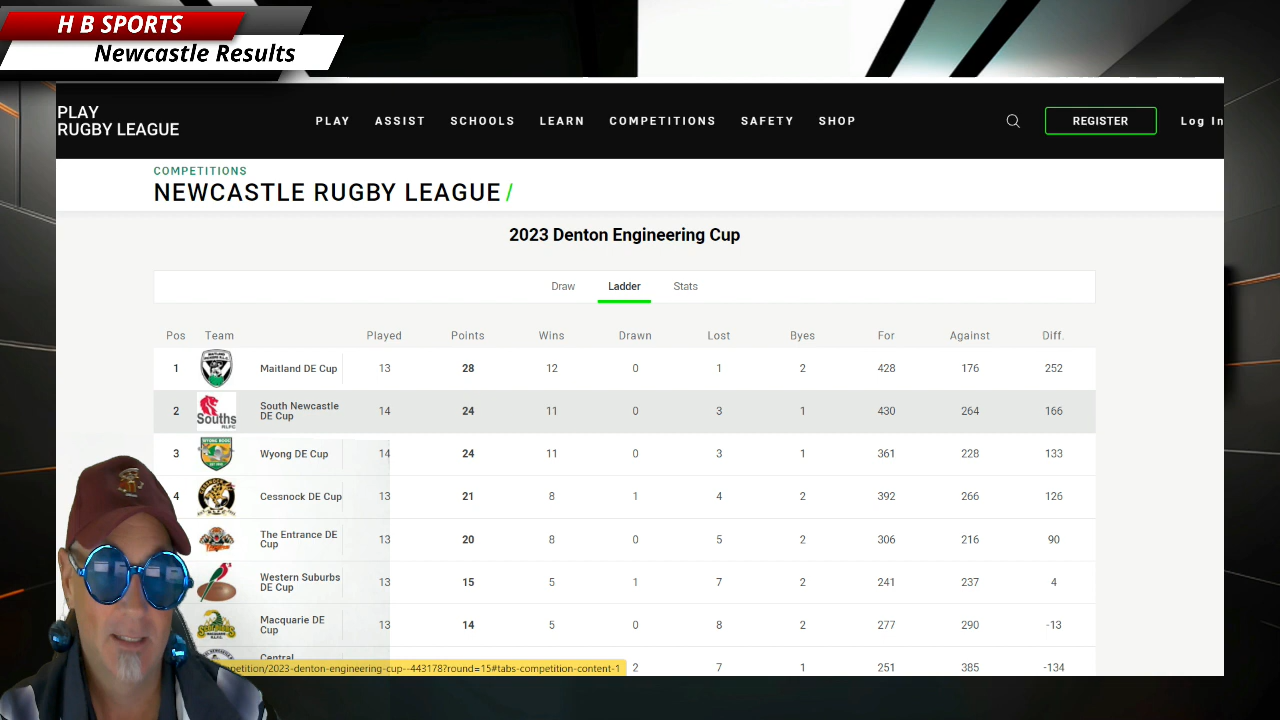 H B SPORTS
Newcastle Results
PLAY
RUGBY LEAGUE
PLAY ASSIST SCHOOLS LEARN COMPETITIONS SAFETY SHOP
REGISTER
Log In
COMPETITIONS
NEWCASTLE RUGBY LEAGUE /
2023 Denton Engineering Cup
Draw Ladder Stats
Pos Team Played Points Wins Drawn Lost Byes For Against Diff.
1 Maitland DE Cup 13 28 12 0 1 2 428 176 252
Souths
RLFC
2 South Newcastle
DE Cup 14 24 11 0 3 1 430 264 166
3 Wyong DE Cup 14 24 11 0 3 1 361 228 133
4 Cessnock DE Cup 13 21 8 1 4 2 392 266 126
The Entrance DE
Cup 13 20 8 0 5 2 306 216 90
Western Suburbs
DE Cup 13 15 5 1 7 2 241 237 4
Macquarie DE
Cup 13 14 5 0 8 2 277 290 -13
Central
2 7 1 251 385 -134
petition/2023-denton-engineering-cup--443178?round=15#tabs-competition-content-1